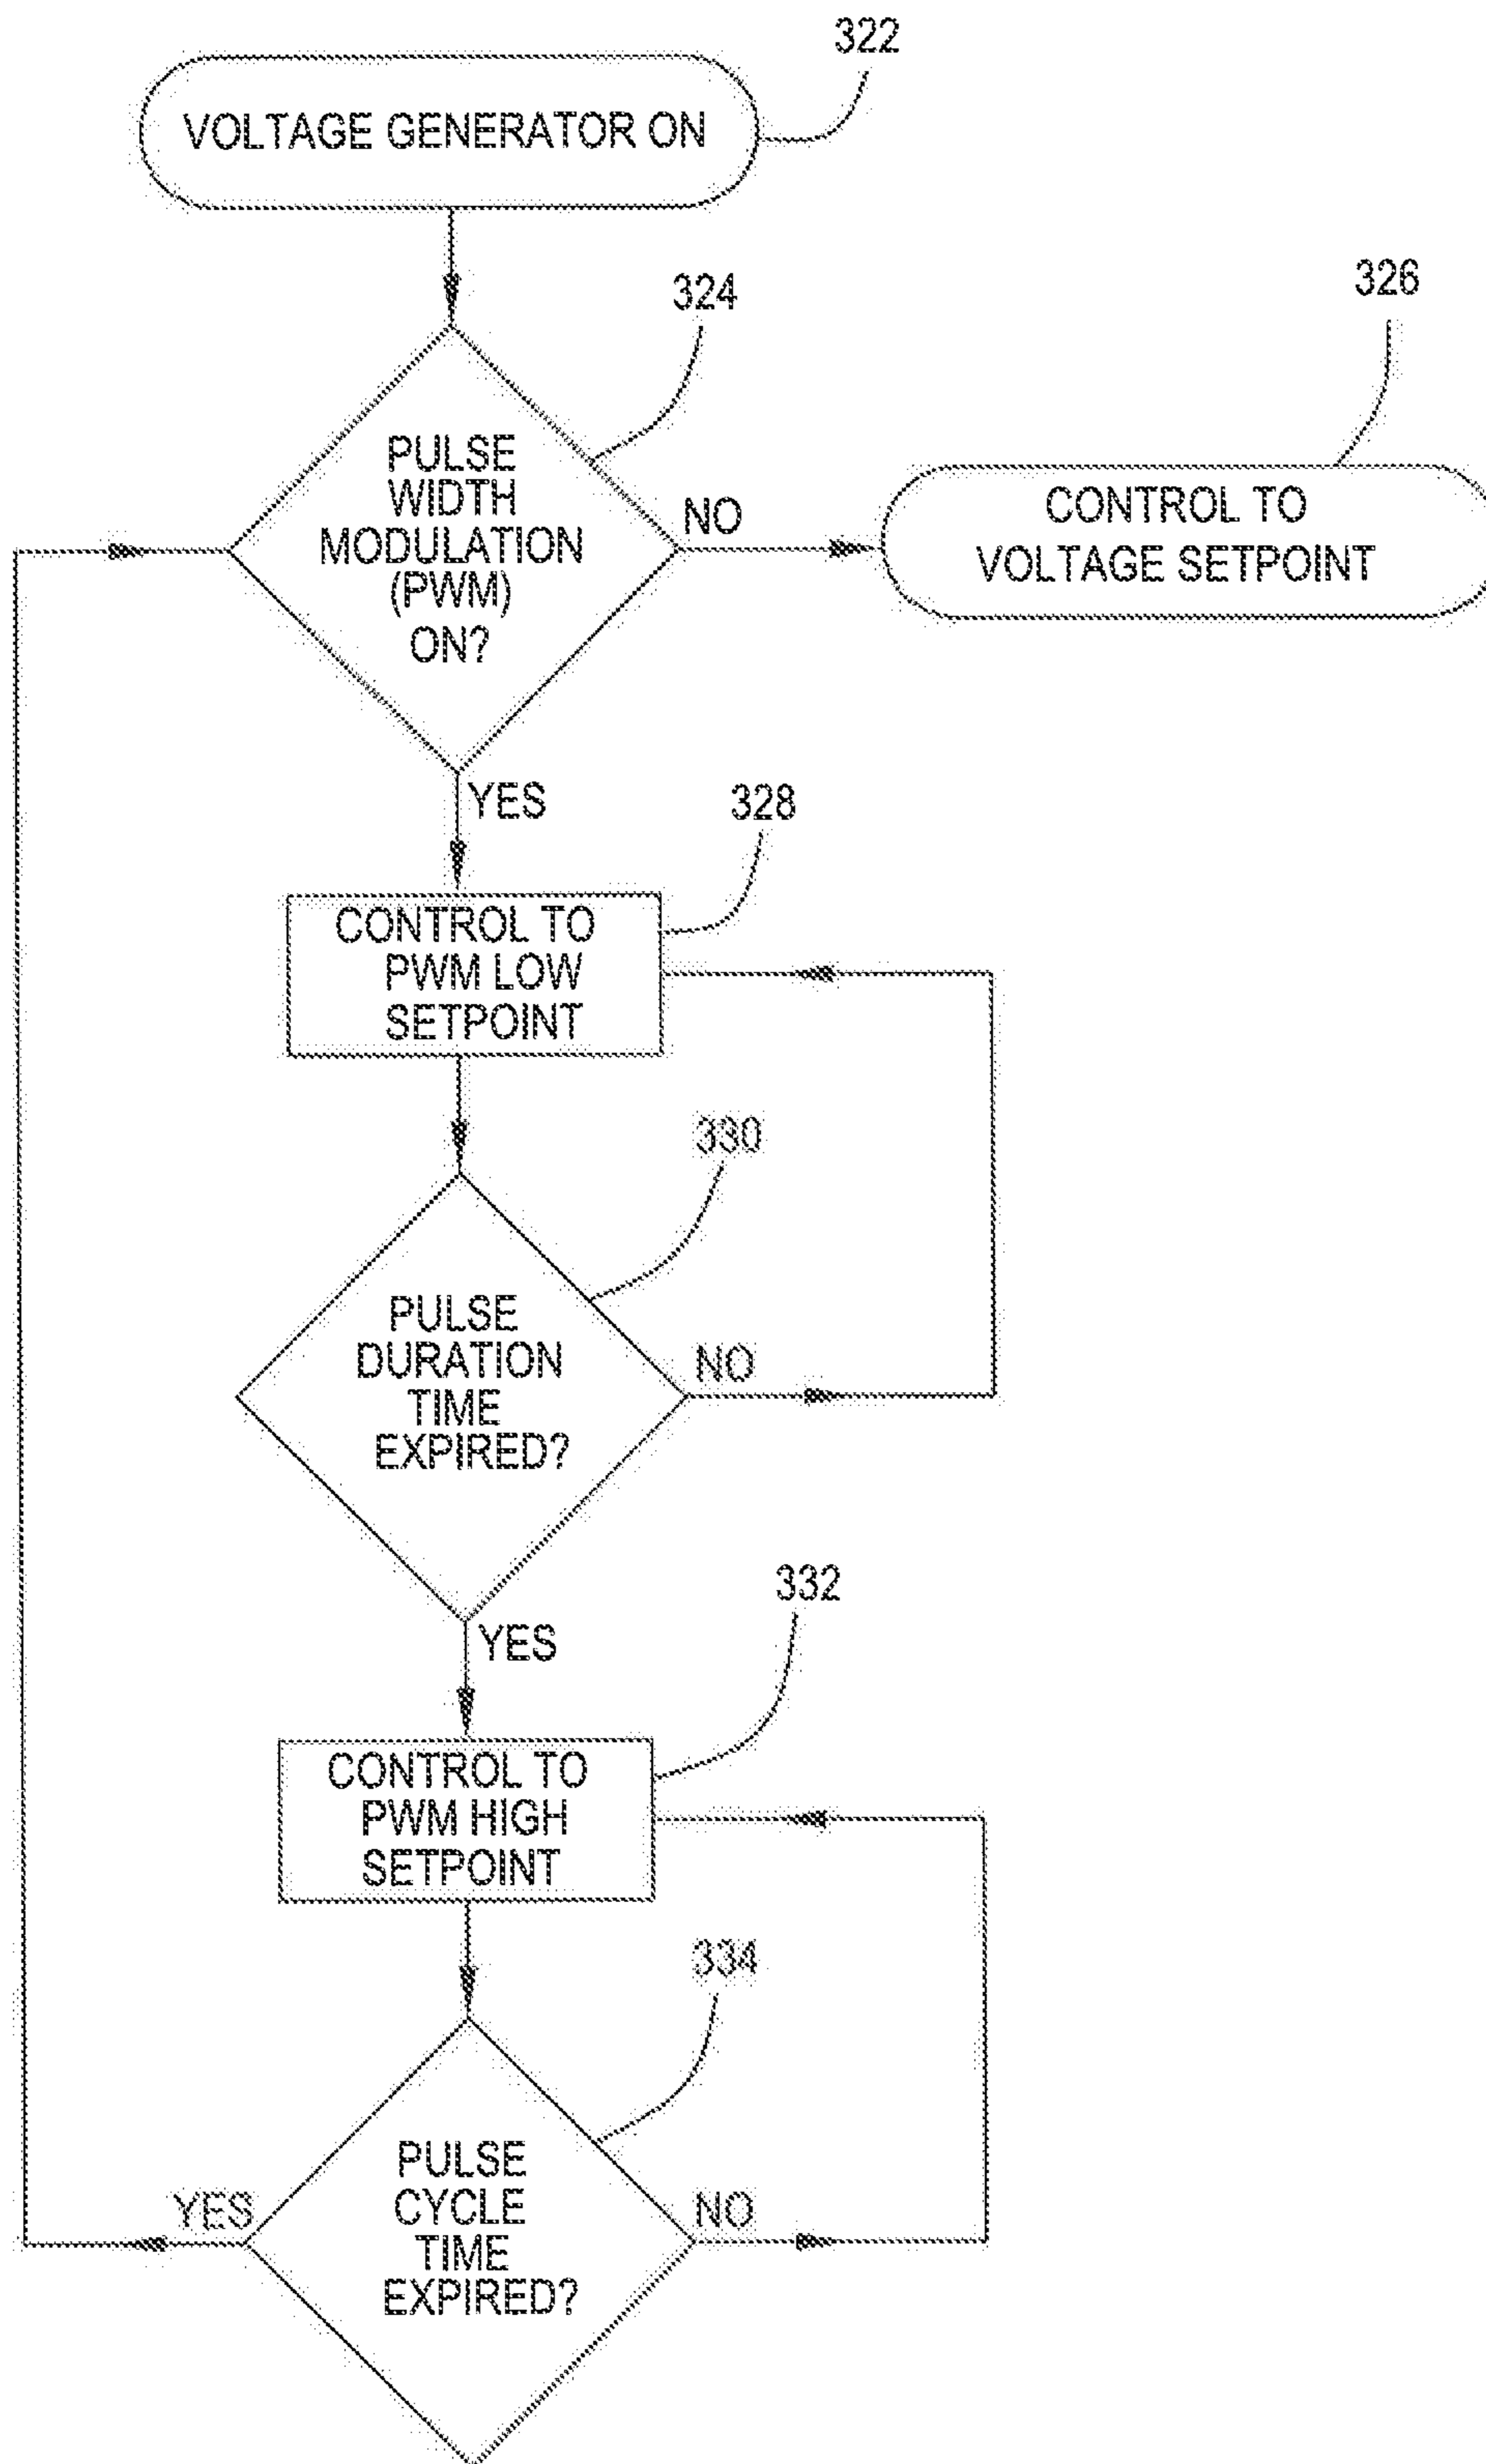 322
VOLTAGE GENERATOR ON
324
326
PULSE
WIDTH
MODULATION
(PWM)
ON?
NO
CONTROL TO
VOLTAGE SETPOINT
YES
328
CONTROL TO
PWM LOW
SETPOINT
330
PULSE
DURATION
TIME
EXPIRED?
NO
YES
332
CONTROL TO
PWM HIGH
SETPOINT
334
PULSE
CYCLE
TIME
EXPIRED?
YES
NO